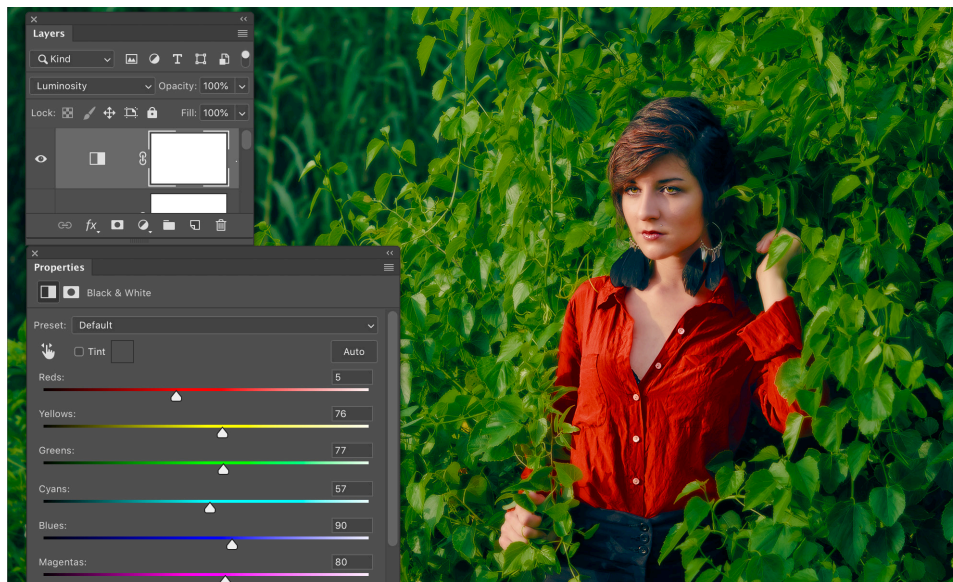 Layers
Kind
Luminosity Opacity: 100%
Lock: Fill: 100%
fx
Properties
Black & White
Preset: Default
Tint Auto
Reds: 5
Yellows: 76
Greens: 77
Cyans: 57
Blues: 90
Magentas: 80